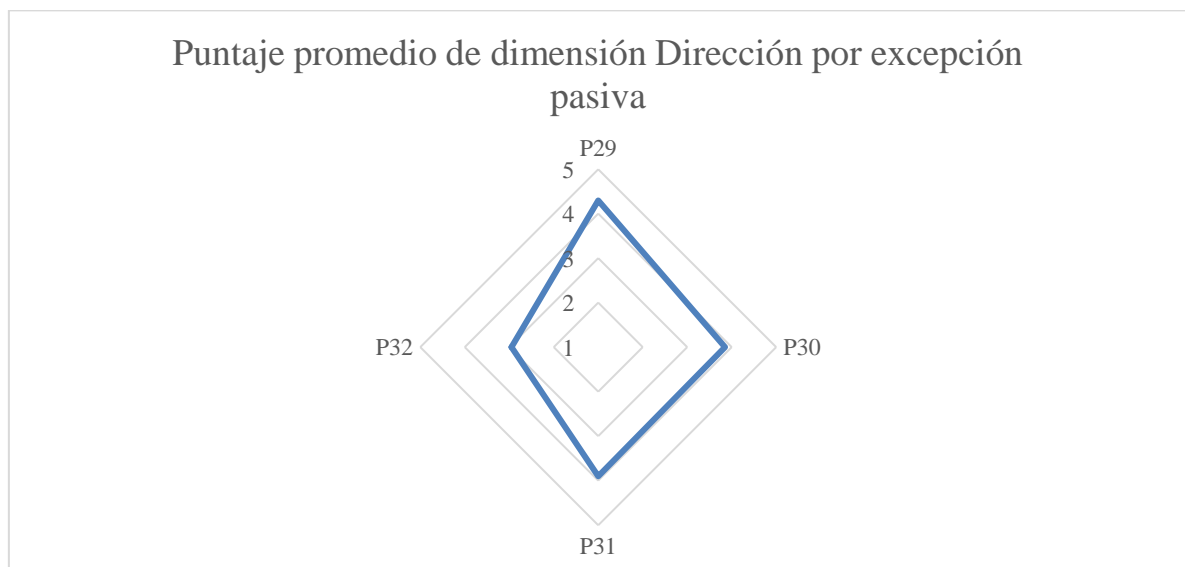 Puntaje promedio de dimensión Dirección por excepción
pasiva
P29
5
4
3
2
P32
1
P30
P31